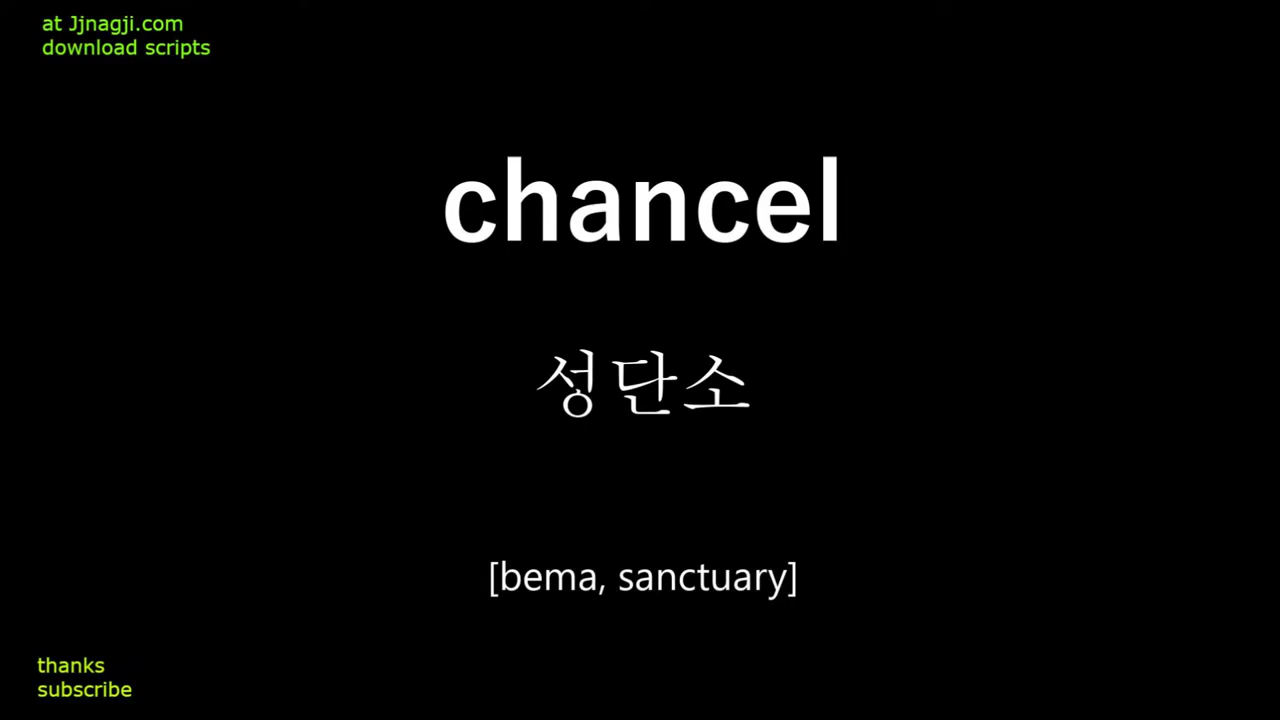 at Jjnagji.com
download scripts
chancel
성단소
[bema, sanctuary]
thanks
subscribe